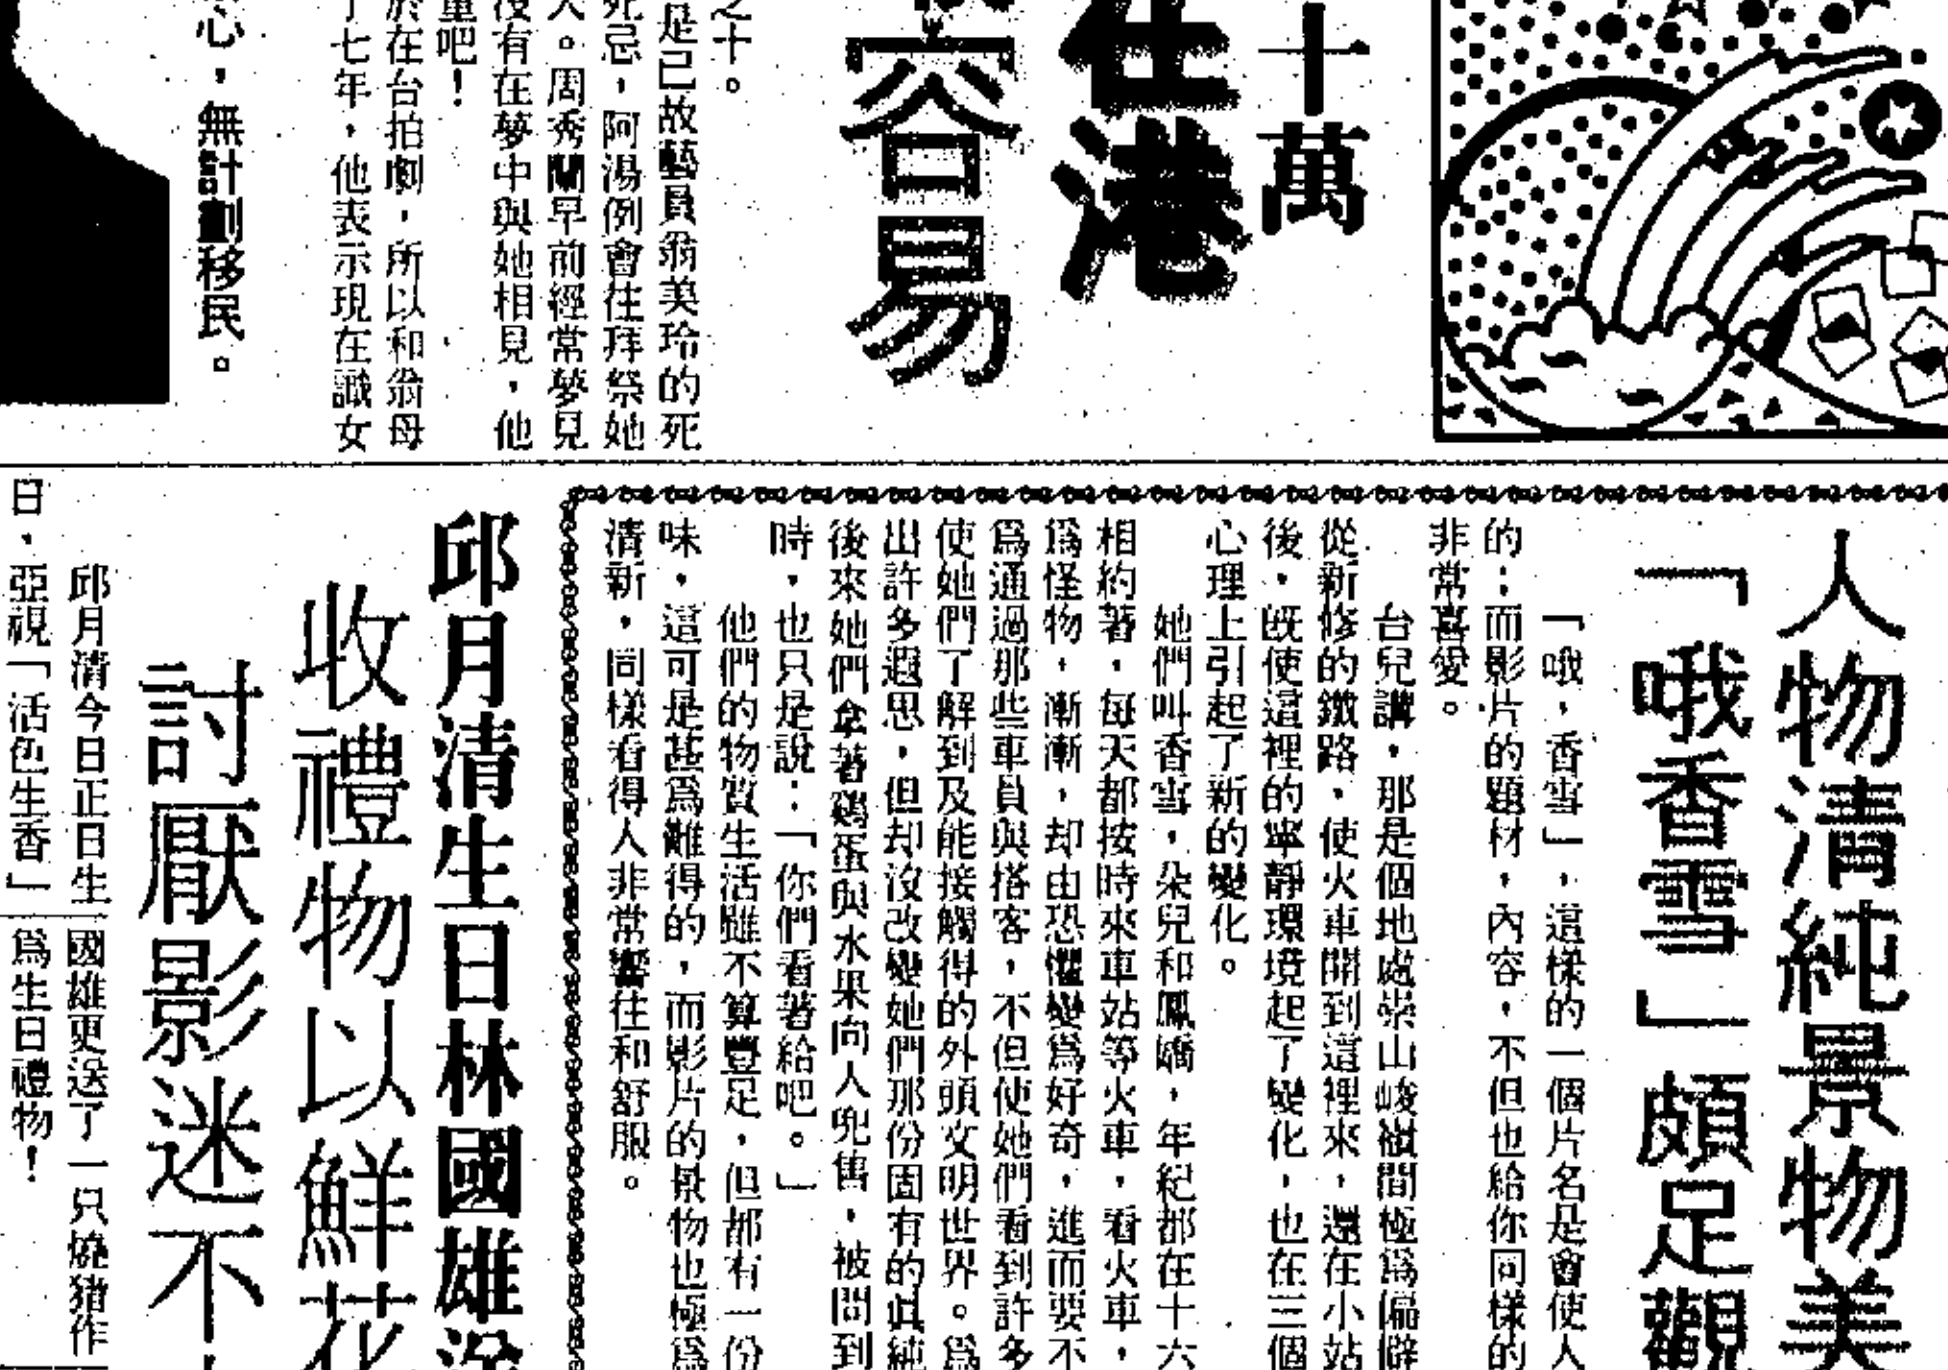 十萬
在港
容易
之十。
是已故藝員翁美玲的死
死忌，阿湯例會往拜祭她
人。周秀蘭早前經常夢見
沒有在夢中與她相見，他
重吧！
於在台拍劇，所以和翁母
了七年，他表示現在識女
心，無計劃移民。
人物清純景物美
「哦香雪」頗足觀
「哦，香雪」，這樣的一個片名是會使人
的；而影片的題材，內容，不但也給你同樣的
非常喜愛。
台兒講，那是個地處崇山峻嶺間極為偏僻
從新修的鐵路，使火車開到這裡來，還在小站
後，既使這裡的寧靜環境起了變化，也在三個
心理上引起了新的變化。
她們叫香雪，朵兒和鳳嬌，年紀都在十六
相約著，每天都按時來車站等火車，看火車，
為怪物，漸漸，却由恐懼變為好奇，進而要不
為通過那些車員與搭客，不但使她們看到許多
使她們了解到及能接觸得的外頭文明世界。為
出許多遐思，但却沒改變她們那份固有的真純
後來她們拿著鷄蛋與水果向人兜售，被問到
時，也只是說：「你們看著給吧。」
他們的物質生活雖不算豐足，但都有一份
味，這可是甚為難得的，而影片的景物也極為
清新，同樣看得人非常嚮往和舒服。
邱月清生日林國雄送
收禮物以鮮花
討厭影迷不
邱月清今日正日生
日，亞視「活色生香」
國雄更送了一只燒豬作
為生日禮物！